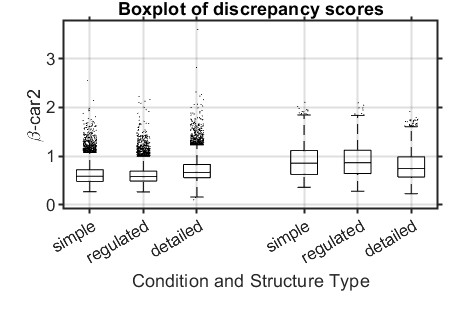 Boxplot of discrepancy scores
β-car2
3
2
1
0
simple regulated detailed simple regulated detailed
Condition and Structure Type